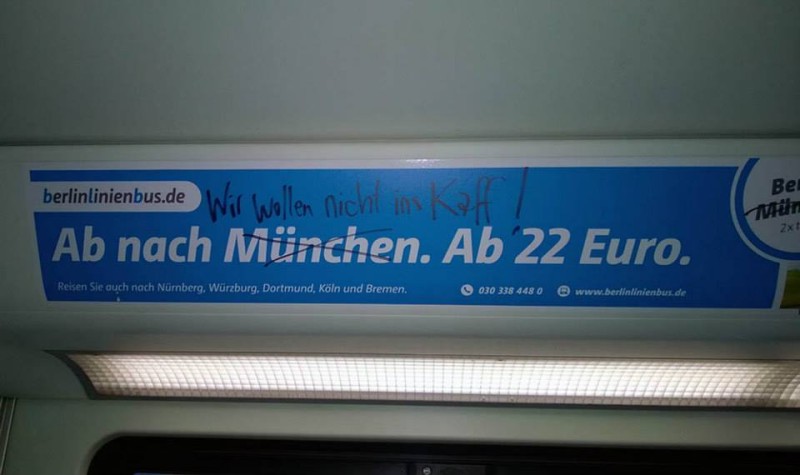 berlinlinienbus.de
Wir wollen nicht ins Kaff!
Ab nach München. Ab 22 Euro.
Reisen Sie auch nach Nürnberg, Würzburg, Dortmund, Köln und Bremen.
030 338 448 0
www.berlinlinienbus.de